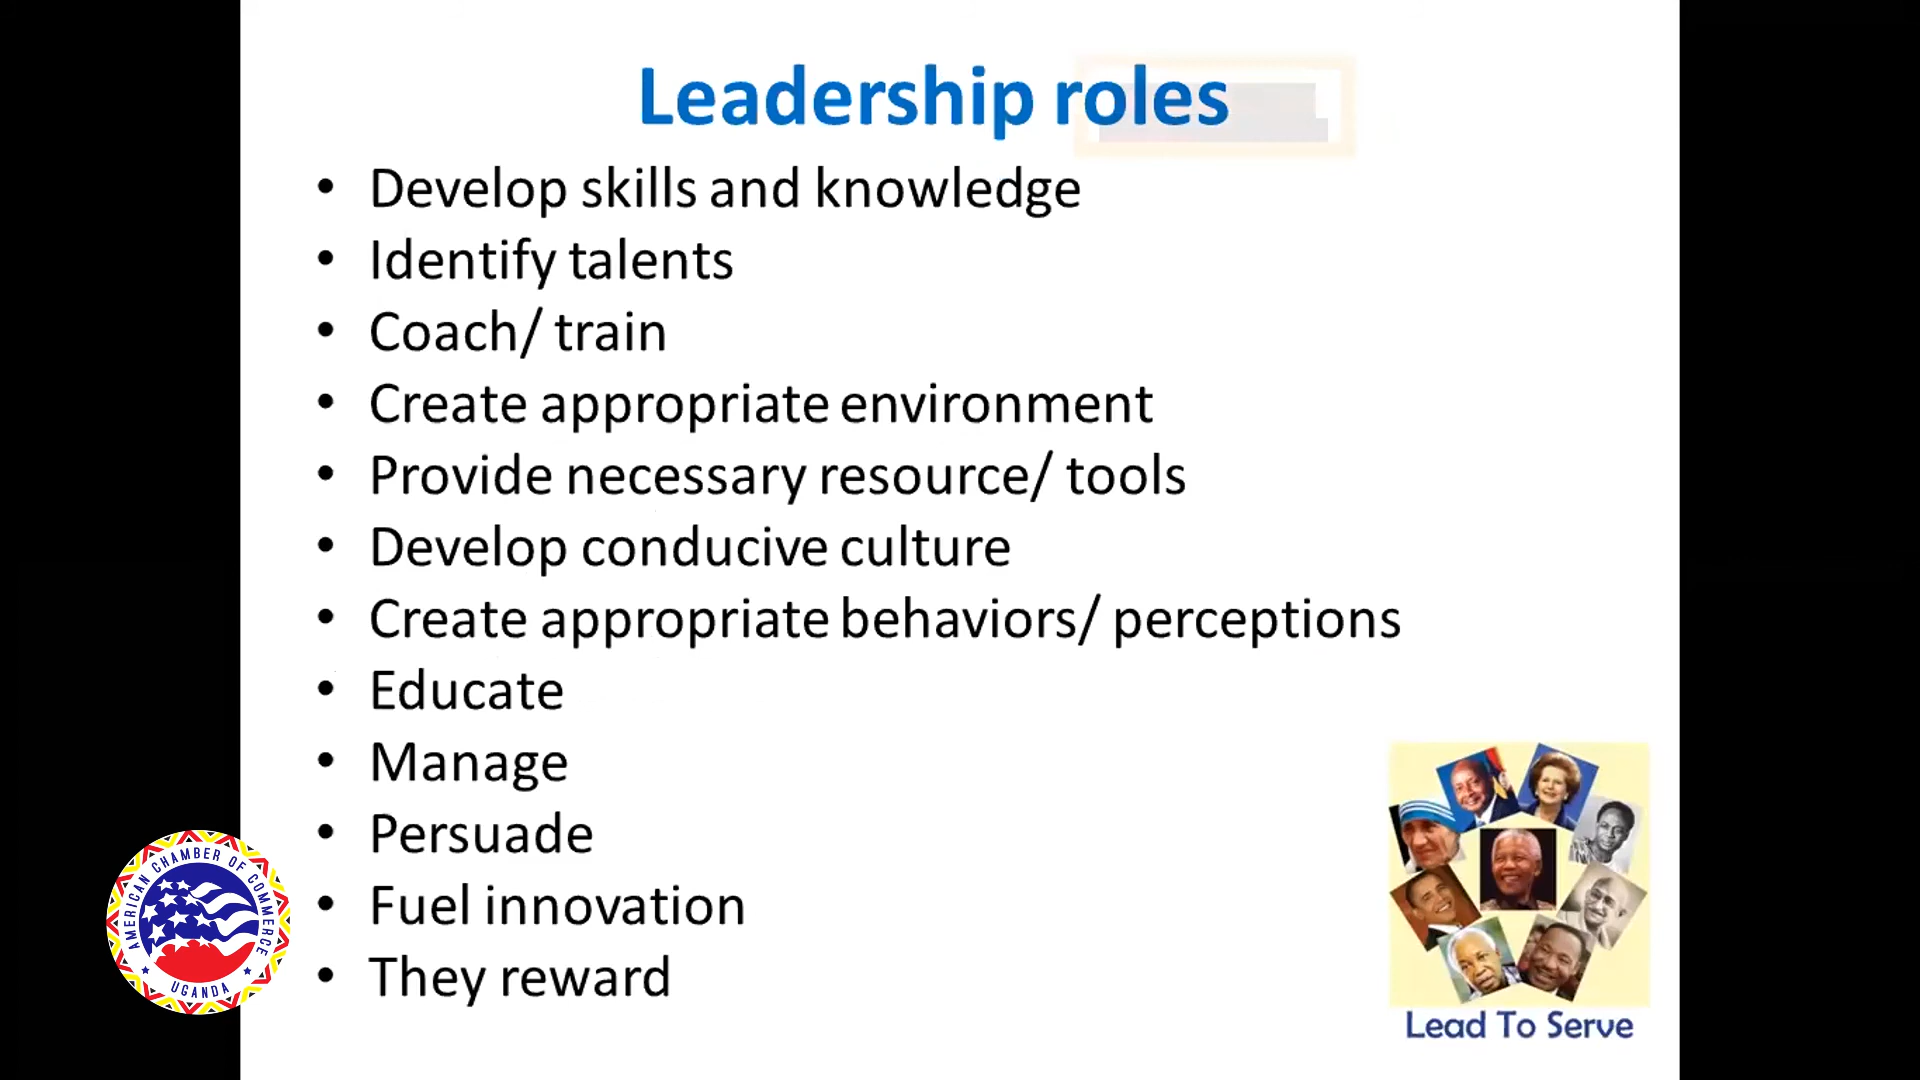 Leadership roles
• Develop skills and knowledge
• Identify talents
• Coach/ train
• Create appropriate environment
• Provide necessary resource/ tools
• Develop conducive culture
• Create appropriate behaviors/ perceptions
• Educate
• Manage
• Persuade
• Fuel innovation
• They reward
AMERICAN CHAMBER OF COMMERCE
UGANDA
Lead To Serve